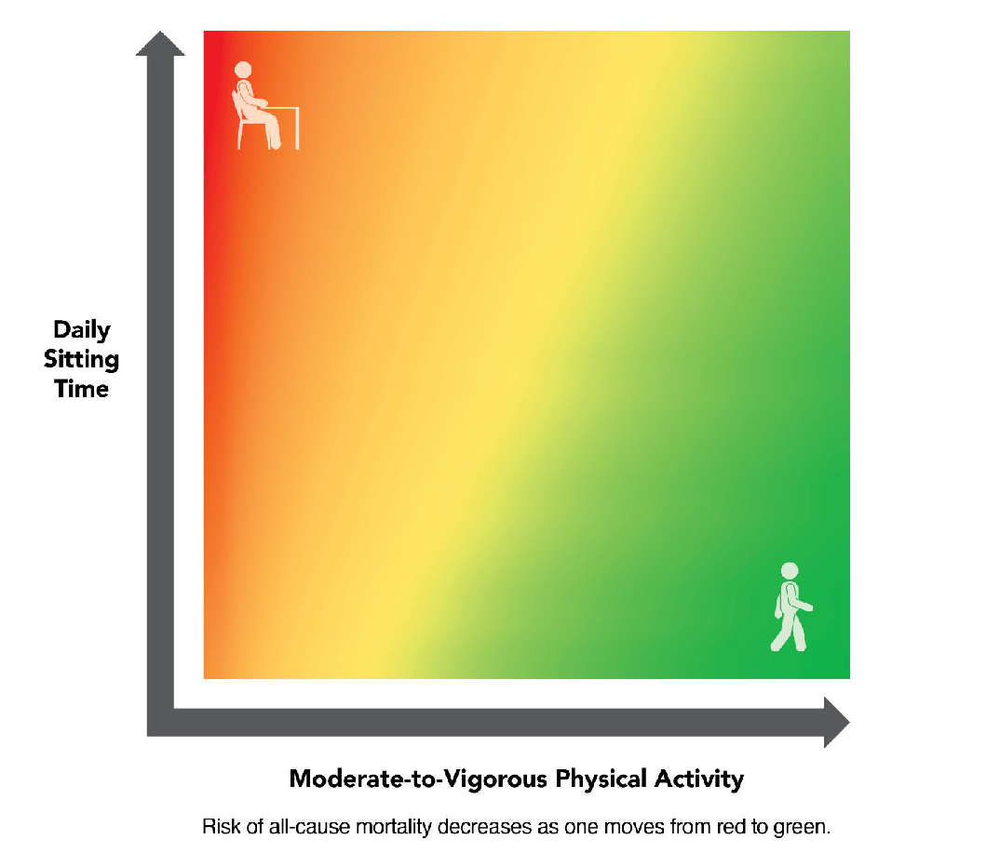 Daily
Sitting
Time
Moderate-to-Vigorous Physical Activity
Risk of all-cause mortality decreases as one moves from red to green.